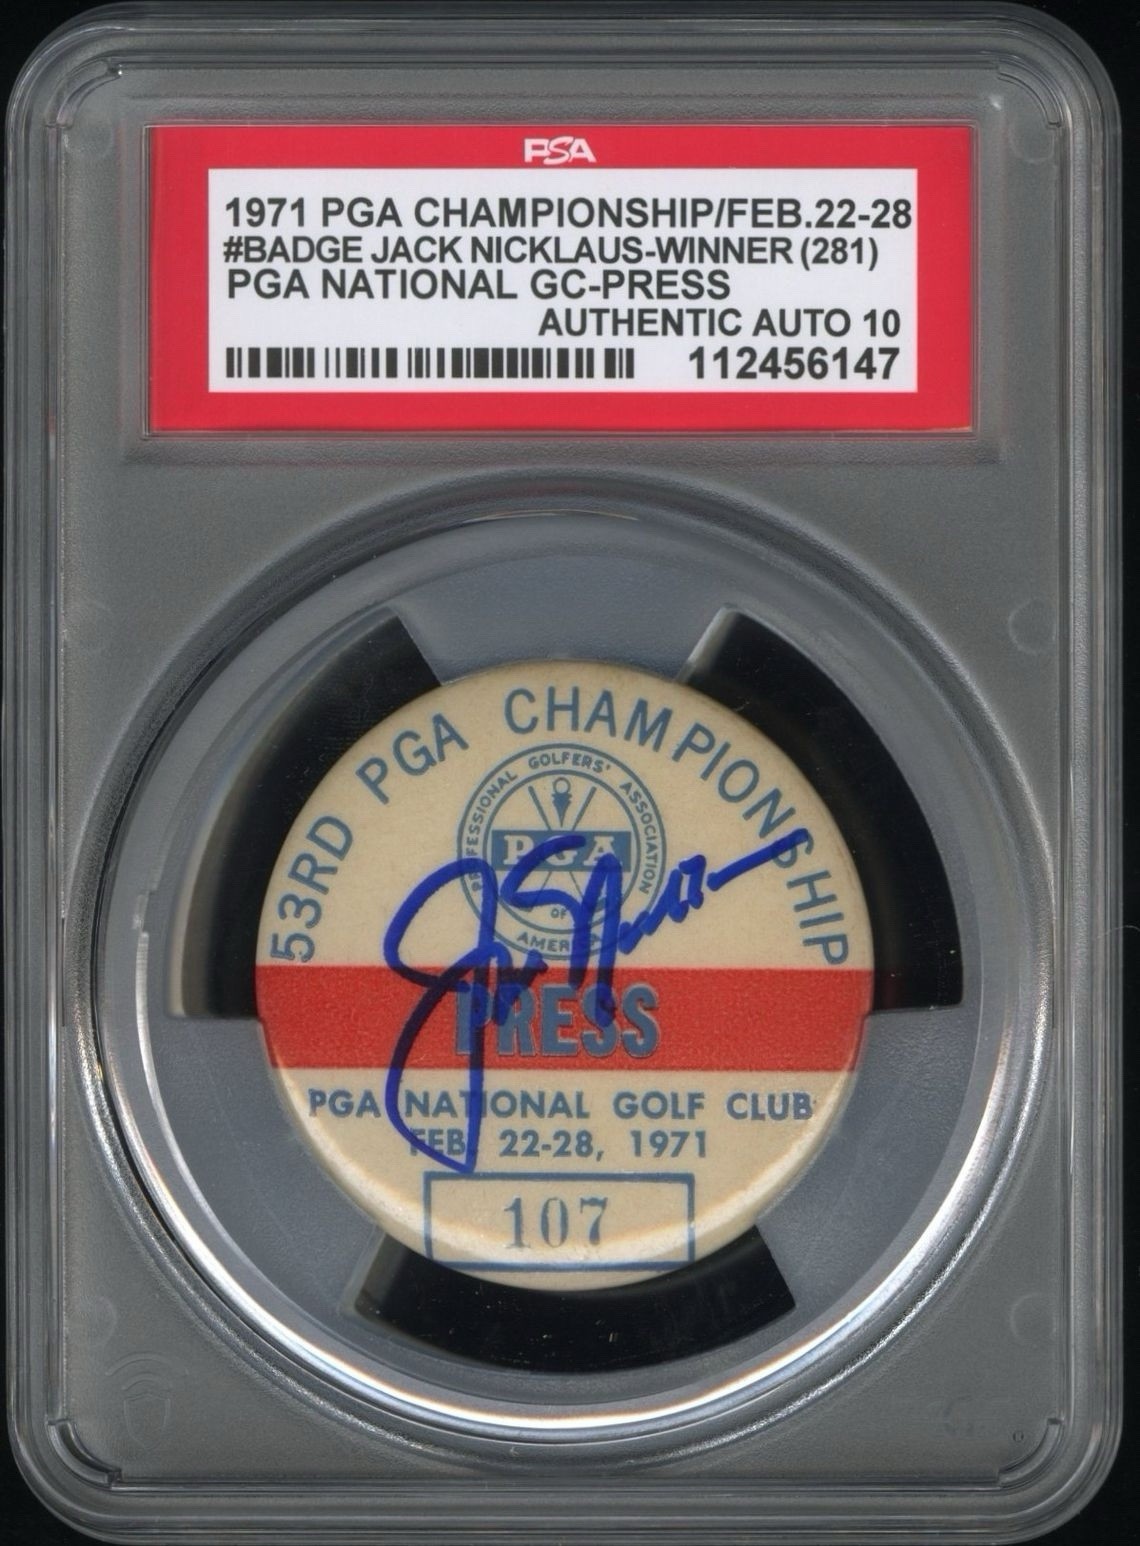 PSA
1971 PGA CHAMPIONSHIP/FEB.22-28
#BADGE JACK NICKLAUS-WINNER (281)
PGA NATIONAL GC-PRESS
AUTHENTIC AUTO 10
112456147
53RD PGA CHAMPIONSHIP
PROFESSIONAL GOLFERS' ASSOCIATION
PGA
OF
AMERICA
Jack Nicklaus
PRESS
PGA NATIONAL GOLF CLUB
FEB. 22-28, 1971
107